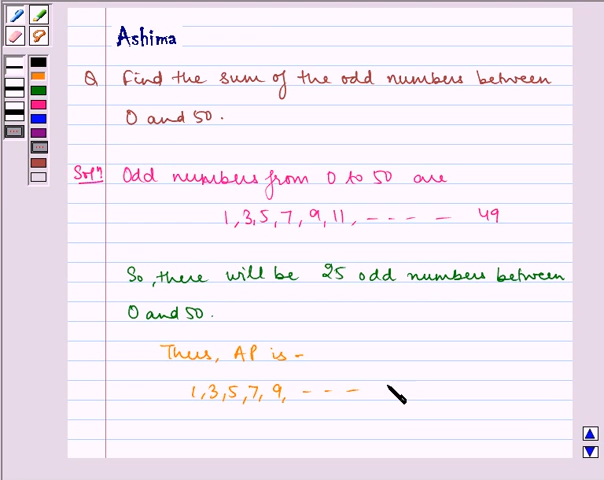 Ashima
Q Find the sum of the odd numbers between
0 and 50.
Solⁿ Odd numbers from 0 to 50 are
1, 3, 5, 7, 9, 11, - - - - 49
So, there will be 25 odd numbers between
0 and 50.
Thus, AP is -
1, 3, 5, 7, 9, - - -